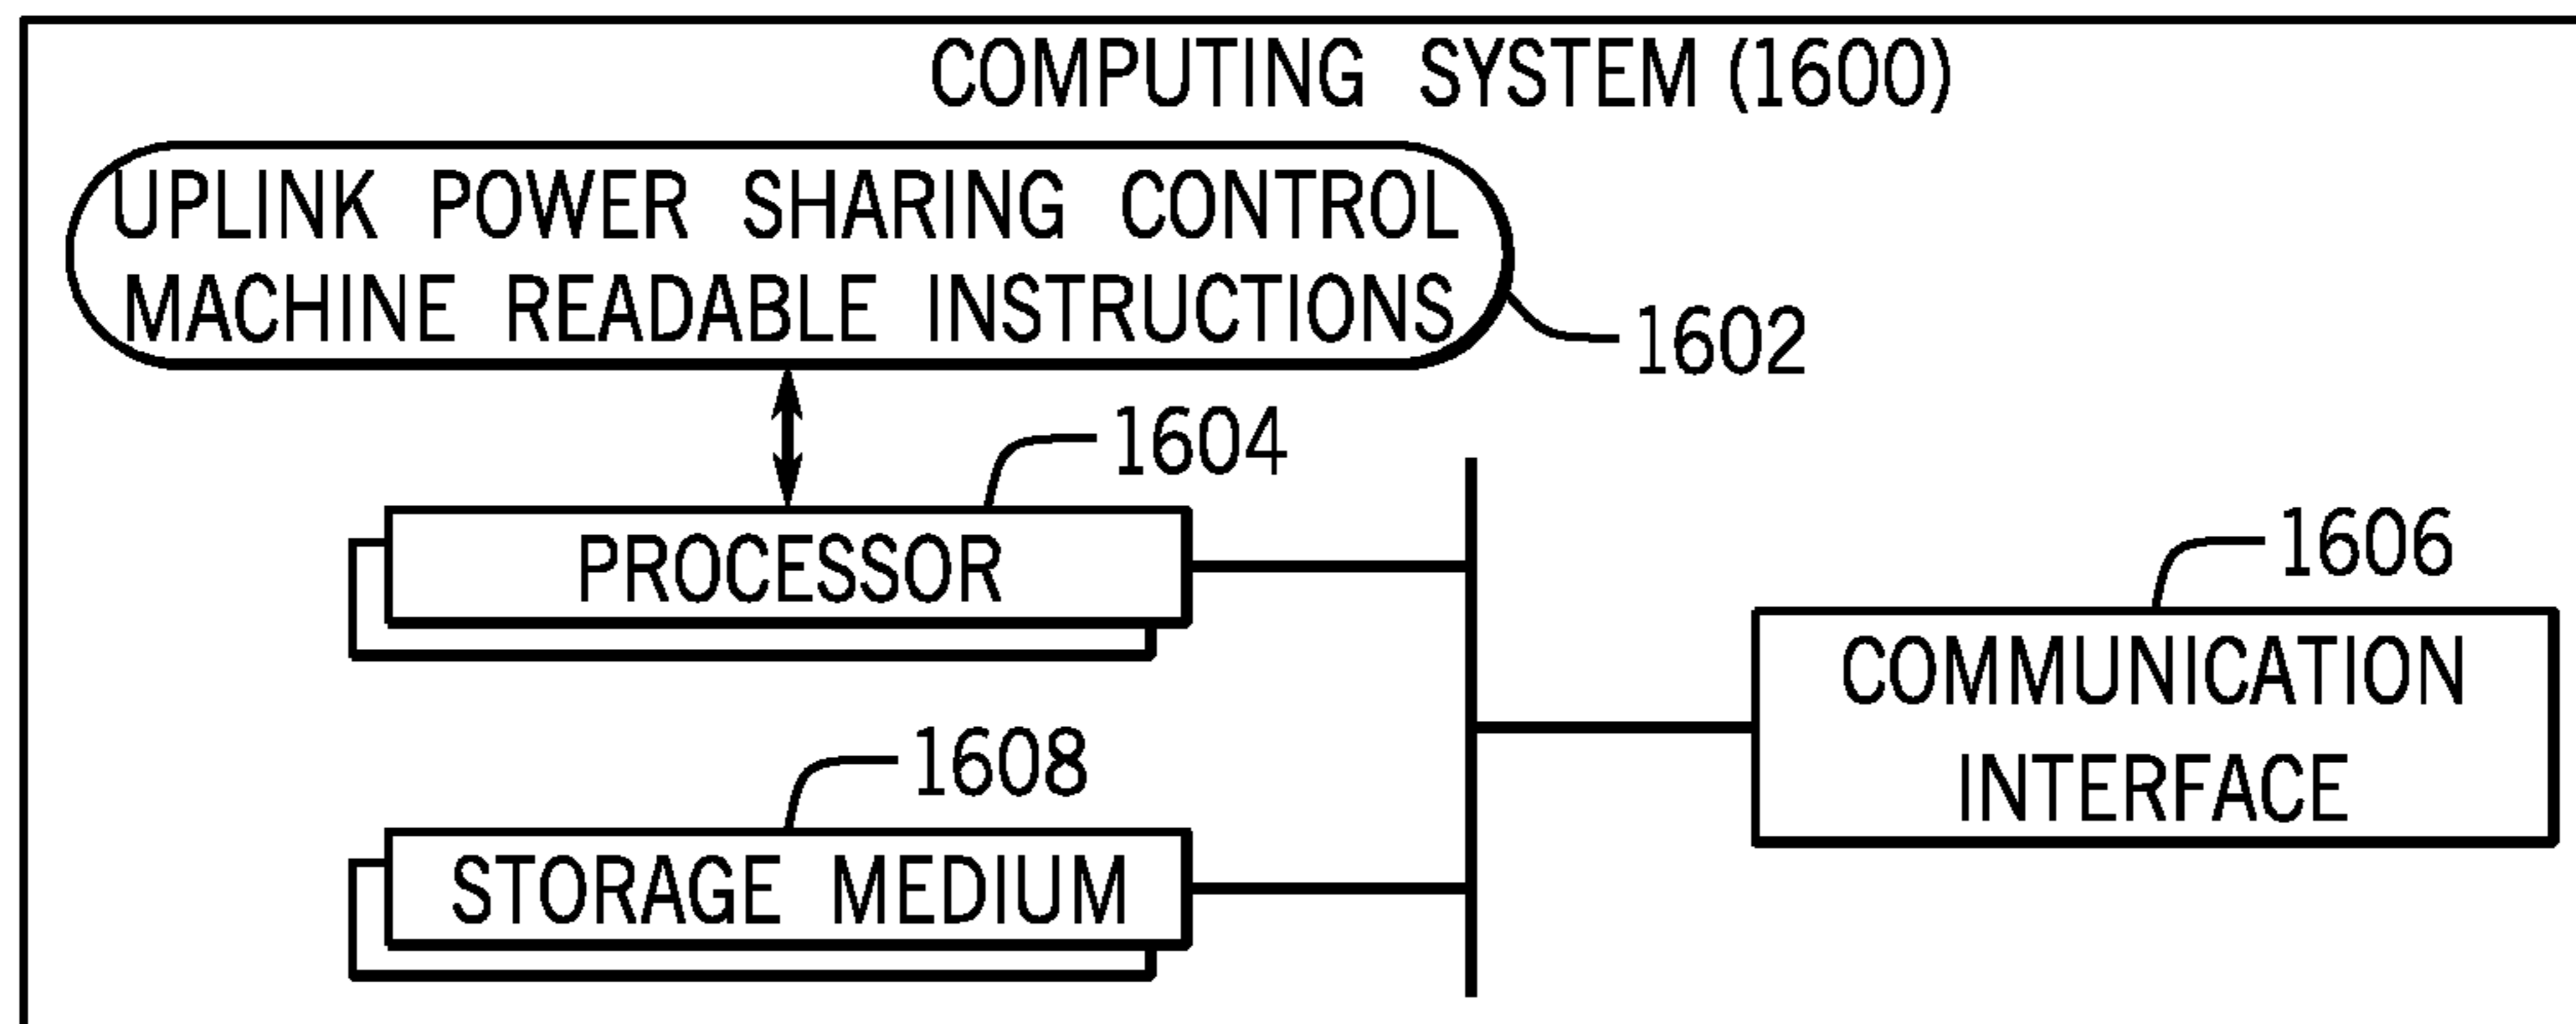 COMPUTING SYSTEM (1600)
UPLINK POWER SHARING CONTROL
MACHINE READABLE INSTRUCTIONS
1602
1604
PROCESSOR
1606
COMMUNICATION
INTERFACE
1608
STORAGE MEDIUM